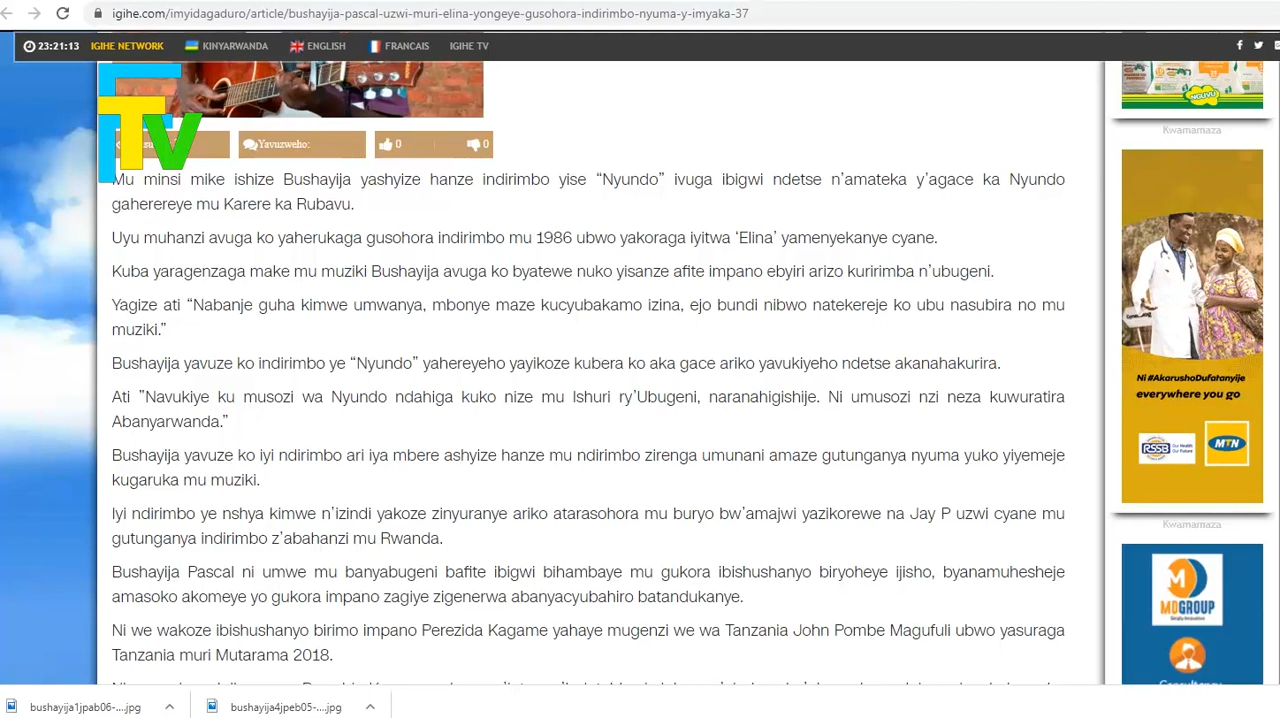 igihe.com/imyidagaduro/article/bushayija-pascal-uzwi-muri-elina-yongeye-gusohora-indirimbo-nyuma-y-imyaka-37
23:21:13 IGIHE NETWORK KINYARWANDA ENGLISH FRANCAIS IGIHE TV
TV
Yavuzweho: 0 0
Mu minsi mike ishize Bushayija yashyize hanze indirimbo yise “Nyundo” ivuga ibigwi ndetse n’amateka y’agace ka Nyundo
gaherereye mu Karere ka Rubavu.
Uyu muhanzi avuga ko yaherukaga gusohora indirimbo mu 1986 ubwo yakoraga iyitwa ‘Elina’ yamenyekanye cyane.
Kuba yaragenzaga make mu muziki Bushayija avuga ko byatewe nuko yisanze afite impano ebyiri arizo kuririmba n’ubugeni.
Yagize ati “Nabanje guha kimwe umwanya, mbonye maze kucyubakamo izina, ejo bundi nibwo natekereje ko ubu nasubira no mu
muziki.”
Bushayija yavuze ko indirimbo ye “Nyundo” yahereyeho yayikoze kubera ko aka gace ariko yavukiyeho ndetse akanahakurira.
Ati ”Navukiye ku musozi wa Nyundo ndahiga kuko nize mu Ishuri ry’Ubugeni, naranahigishije. Ni umusozi nzi neza kuwuratira
Abanyarwanda.”
Bushayija yavuze ko iyi ndirimbo ari iya mbere ashyize hanze mu ndirimbo zirenga umunani amaze gutunganya nyuma yuko yiyemeje
kugaruka mu muziki.
Iyi ndirimbo ye nshya kimwe n’izindi yakoze zinyuranye ariko atarasohora mu buryo bw’amajwi yazikorewe na Jay P uzwi cyane mu
gutunganya indirimbo z’abahanzi mu Rwanda.
Bushayija Pascal ni umwe mu banyabugeni bafite ibigwi bihambaye mu gukora ibishushanyo biryoheye ijisho, byanamuhesheje
amasoko akomeye yo gukora impano zagiye zigenerwa abanyacyubahiro batandukanye.
Ni we wakoze ibishushanyo birimo impano Perezida Kagame yahaye mugenzi we wa Tanzania John Pombe Magufuli ubwo yasuraga
Tanzania muri Mutarama 2018.
NGUVU
Kwamamaza
Ni #AkarushoDufatanyije
everywhere you go
RSSB
Our Health
Our Future
MTN
Kwamamaza
MDGROUP
bushayija1jpab06-....jpg bushayija4jpeb05-....jpg